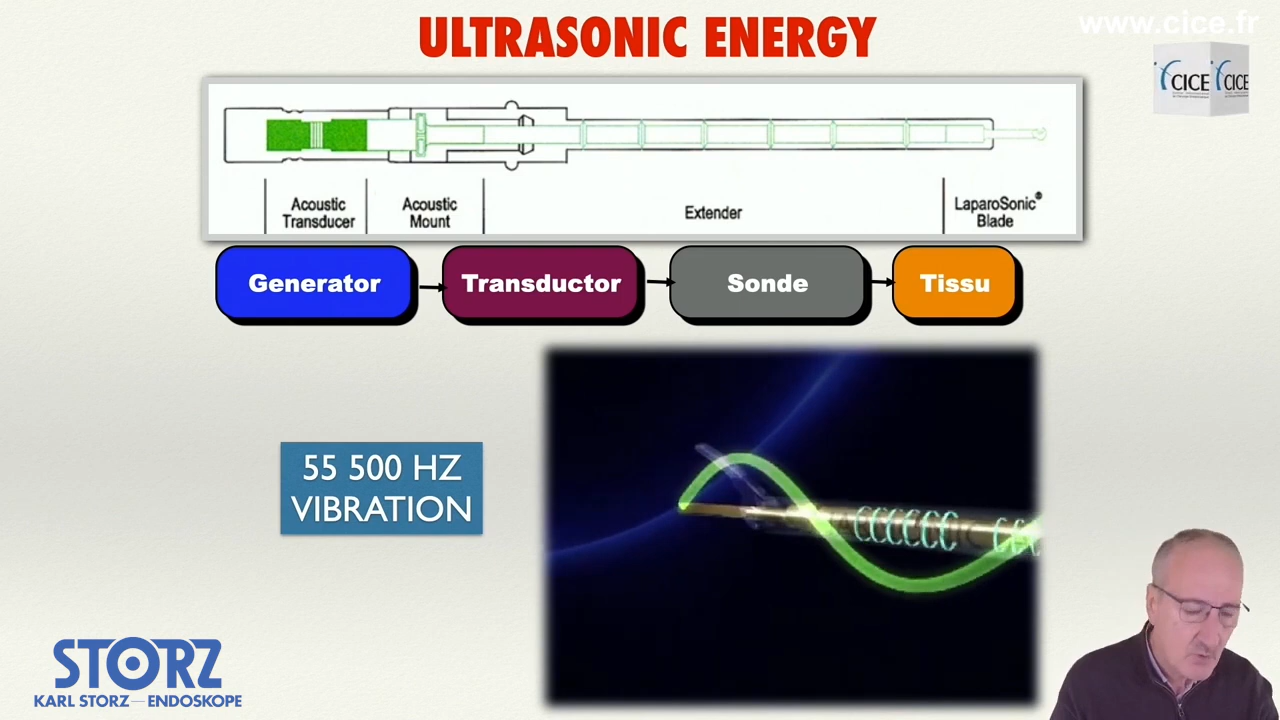 ULTRASONIC ENERGY
www.cice.fr
CICE CICE
Acoustic
Transducer
Acoustic
Mount
Extender
LaparoSonic®
Blade
Generator
Transductor
Sonde
Tissu
55 500 HZ
VIBRATION
STORZ
KARL STORZ—ENDOSKOPE